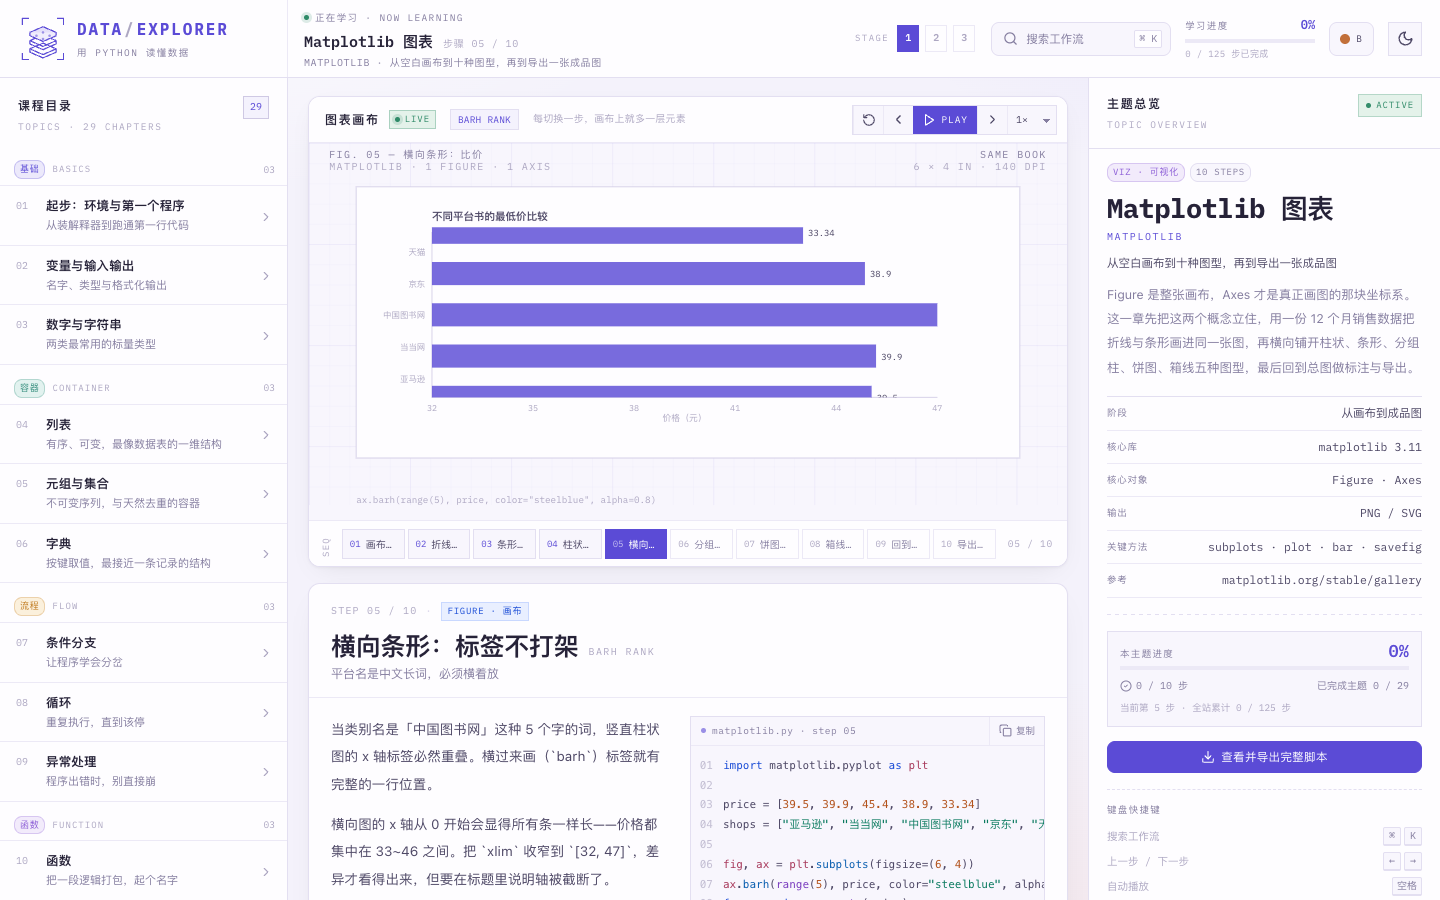 DATA/EXPLORER
用 PYTHON 读懂数据
正在学习 · NOW LEARNING
Matplotlib 图表 步骤 05 / 10
MATPLOTLIB · 从空白画布到十种图型，再到导出一张成品图
STAGE 1 2 3
搜索工作流 ⌘ K
学习进度 0%
0 / 125 步已完成
B
课程目录 29
TOPICS · 29 CHAPTERS
基础 BASICS 03
01 起步：环境与第一个程序
从装解释器到跑通第一行代码
02 变量与输入输出
名字、类型与格式化输出
03 数字与字符串
两类最常用的标量类型
容器 CONTAINER 03
04 列表
有序、可变，最像数据表的一维结构
05 元组与集合
不可变序列，与天然去重的容器
06 字典
按键取值，最接近一条记录的结构
流程 FLOW 03
07 条件分支
让程序学会分岔
08 循环
重复执行，直到该停
09 异常处理
程序出错时，别直接崩
函数 FUNCTION 03
10 函数
把一段逻辑打包，起个名字
图表画布 LIVE BARH RANK 每切换一步，画布上就多一层元素
PLAY 1×
FIG. 05 — 横向条形：比价 SAME BOOK
MATPLOTLIB · 1 FIGURE · 1 AXIS 6 × 4 IN · 140 DPI
不同平台书的最低价比较
33.34
天猫
38.9
京东
中国图书网
当当网
39.9
亚马逊
32 35 38 41 44 47
价格（元）
ax.barh(range(5), price, color="steelblue", alpha=0.8)
SEQ 01 画布… 02 折线… 03 条形… 04 柱状… 05 横向… 06 分组… 07 饼图… 08 箱线… 09 回到… 10 导出… 05 / 10
STEP 05 / 10 · FIGURE · 画布
横向条形：标签不打架 BARH RANK
平台名是中文长词，必须横着放
当类别名是「中国图书网」这种 5 个字的词，竖直柱状
图的 x 轴标签必然重叠。横过来画（`barh`）标签就有
完整的一行位置。
横向图的 x 轴从 0 开始会显得所有条一样长——价格都
集中在 33~46 之间。把 `xlim` 收窄到 `[32, 47]`，差
异才看得出来，但要在标题里说明轴被截断了。
matplotlib.py · step 05 复制
01 import matplotlib.pyplot as plt
02
03 price = [39.5, 39.9, 45.4, 38.9, 33.34]
04 shops = ["亚马逊", "当当网", "中国图书网", "京东",
05
06 fig, ax = plt.subplots(figsize=(6, 4))
07 ax.barh(range(5), price, color="steelblue", alpha
主题总览 ACTIVE
TOPIC OVERVIEW
VIZ · 可视化 10 STEPS
Matplotlib 图表
MATPLOTLIB
从空白画布到十种图型，再到导出一张成品图
Figure 是整张画布，Axes 才是真正画图的那块坐标系。
这一章先把这两个概念立住，用一份 12 个月销售数据把
折线与条形画进同一张图，再横向铺开柱状、条形、分组
柱、饼图、箱线五种图型，最后回到总图做标注与导出。
阶段 从画布到成品图
核心库 matplotlib 3.11
核心对象 Figure · Axes
输出 PNG / SVG
关键方法 subplots · plot · bar · savefig
参考 matplotlib.org/stable/gallery
本主题进度 0%
0 / 10 步 已完成主题 0 / 29
当前第 5 步 · 全站累计 0 / 125 步
查看并导出完整脚本
键盘快捷键
搜索工作流 ⌘ K
上一步 / 下一步 ← →
自动播放 空格